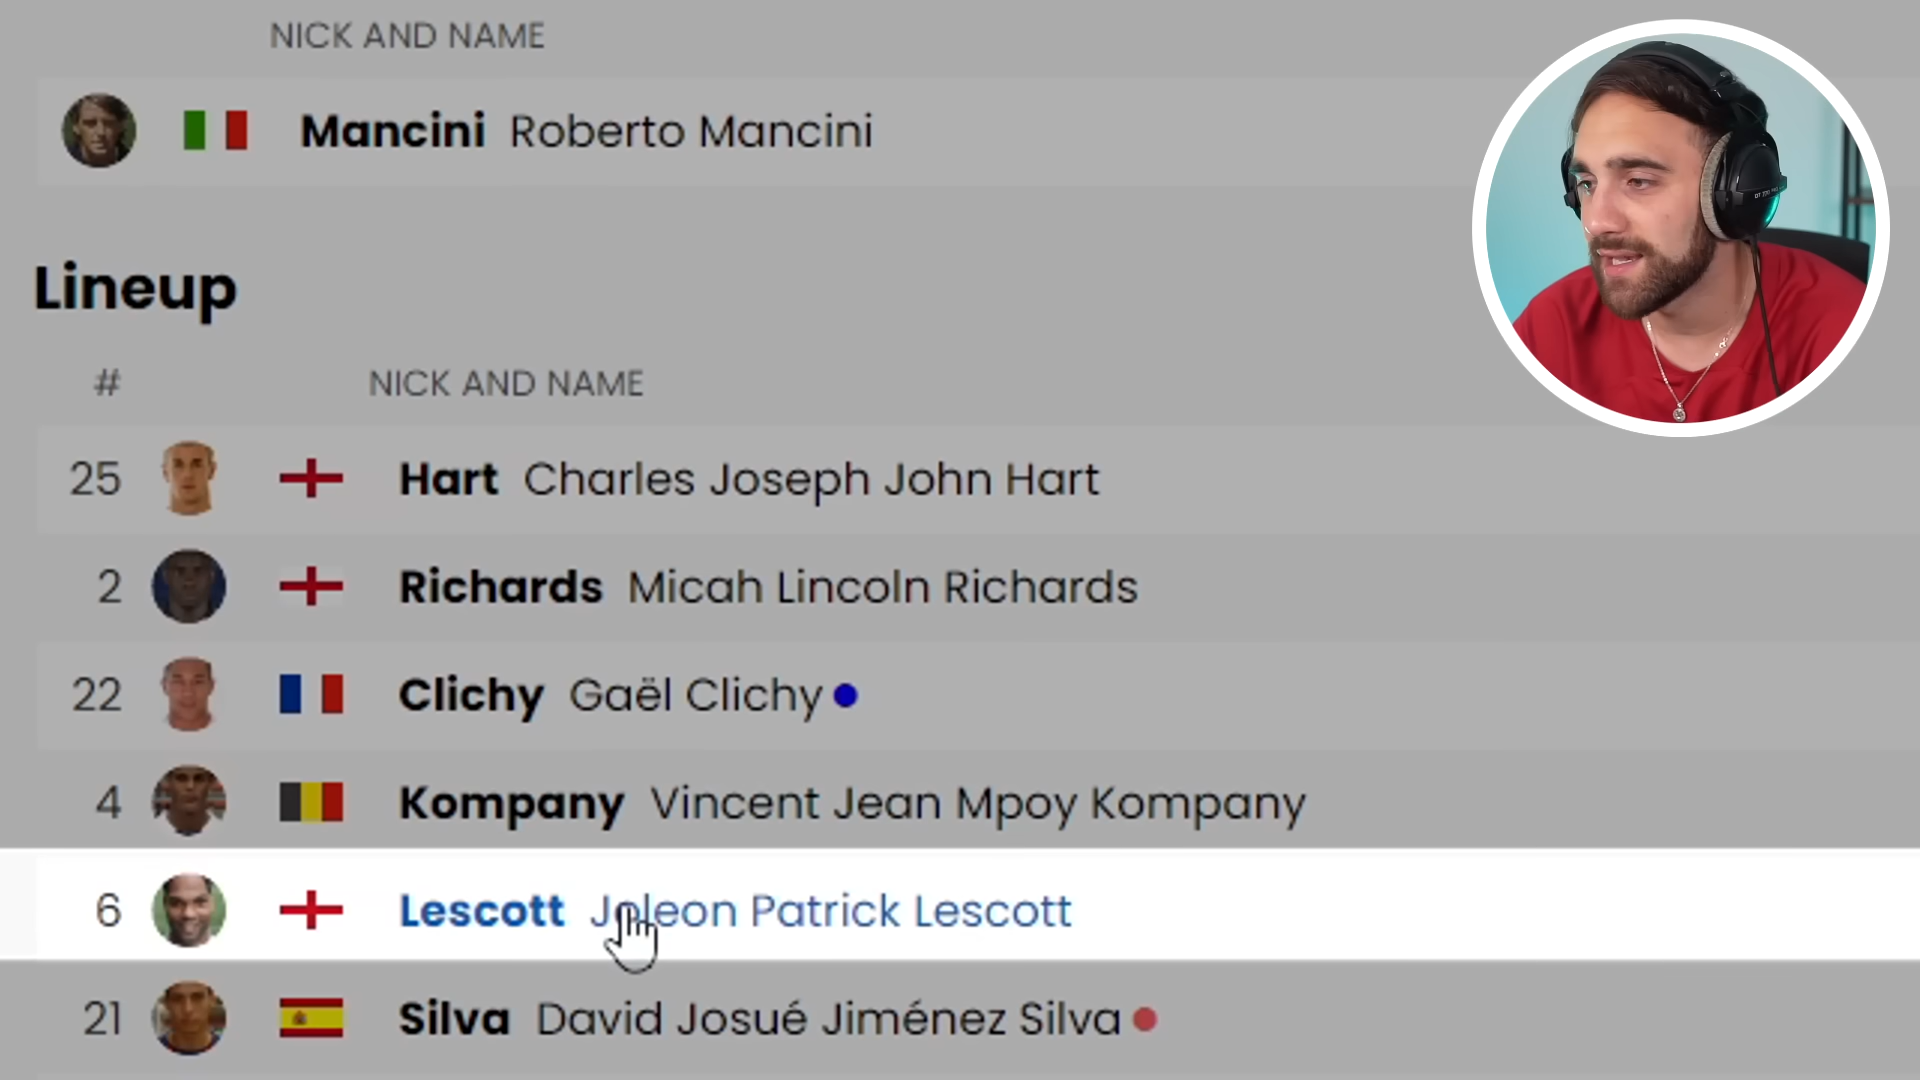 NICK AND NAME
Mancini Roberto Mancini
Lineup
# NICK AND NAME
25 Hart Charles Joseph John Hart
2 Richards Micah Lincoln Richards
22 Clichy Gaël Clichy
4 Kompany Vincent Jean Mpoy Kompany
6 Lescott Joleon Patrick Lescott
21 Silva David Josué Jiménez Silva